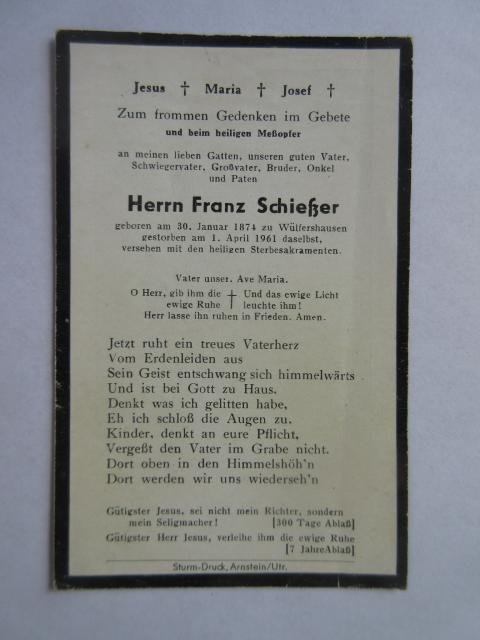 Jesus † Maria † Josef †
Zum frommen Gedenken im Gebete
und beim heiligen Meßopfer
an meinen lieben Gatten, unseren guten Vater,
Schwiegervater, Großvater, Bruder, Onkel
und Paten
Herrn Franz Schießer
geboren am 30. Januar 1874 zu Wülfershausen
gestorben am 1. April 1961 daselbst,
versehen mit den heiligen Sterbesakramenten.
Vater unser. Ave Maria.
O Herr, gib ihm die † Und das ewige Licht
ewige Ruhe leuchte ihm!
Herr lasse ihn ruhen in Frieden. Amen.
Jetzt ruht ein treues Vaterherz
Vom Erdenleiden aus
Sein Geist entschwang sich himmelwärts
Und ist bei Gott zu Haus.
Denkt was ich gelitten habe,
Eh ich schloß die Augen zu.
Kinder, denkt an eure Pflicht,
Vergeßt den Vater im Grabe nicht.
Dort oben in den Himmelshöh'n
Dort werden wir uns wiederseh'n
Gütigster Jesus, sei nicht mein Richter, sondern
mein Seligmacher! [300 Tage Ablaß]
Gütigster Herr Jesus, verleihe ihm die ewige Ruhe
[7 Jahre Ablaß]
Sturm-Druck, Arnstein/Utr.